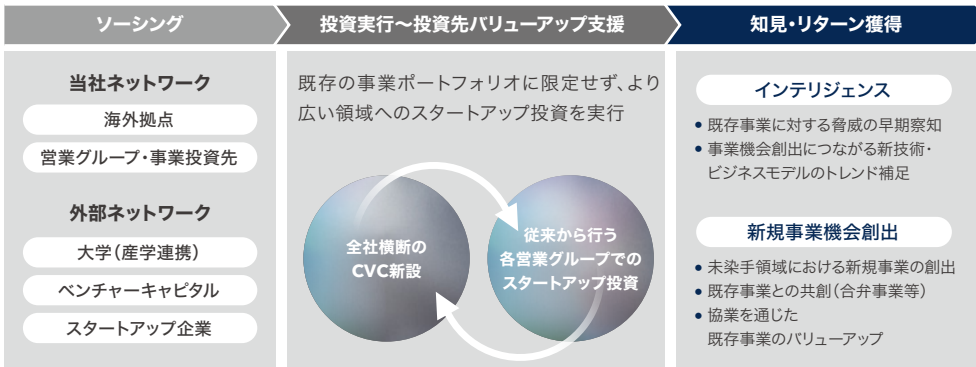 ソーシング
投資実行〜投資先バリューアップ支援
知見・リターン獲得
当社ネットワーク
海外拠点
営業グループ・事業投資先
外部ネットワーク
大学（産学連携）
ベンチャーキャピタル
スタートアップ企業
既存の事業ポートフォリオに限定せず、より
広い領域へのスタートアップ投資を実行
全社横断の
CVC新設
従来から行う
各営業グループでの
スタートアップ投資
インテリジェンス
• 既存事業に対する脅威の早期察知
• 事業機会創出につながる新技術・
ビジネスモデルのトレンド補足
新規事業機会創出
• 未染手領域における新規事業の創出
• 既存事業との共創（合弁事業等）
• 協業を通じた
既存事業のバリューアップ